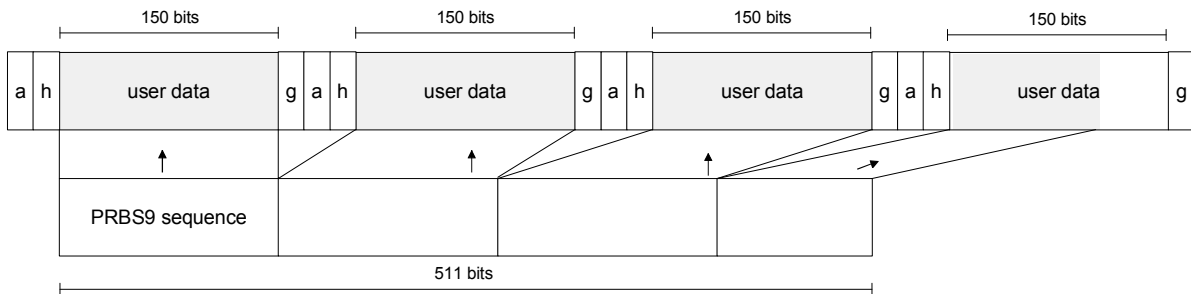 150 bits 150 bits 150 bits 150 bits
a h user data g a h user data g a h user data g a h user data g
PRBS9 sequence
511 bits